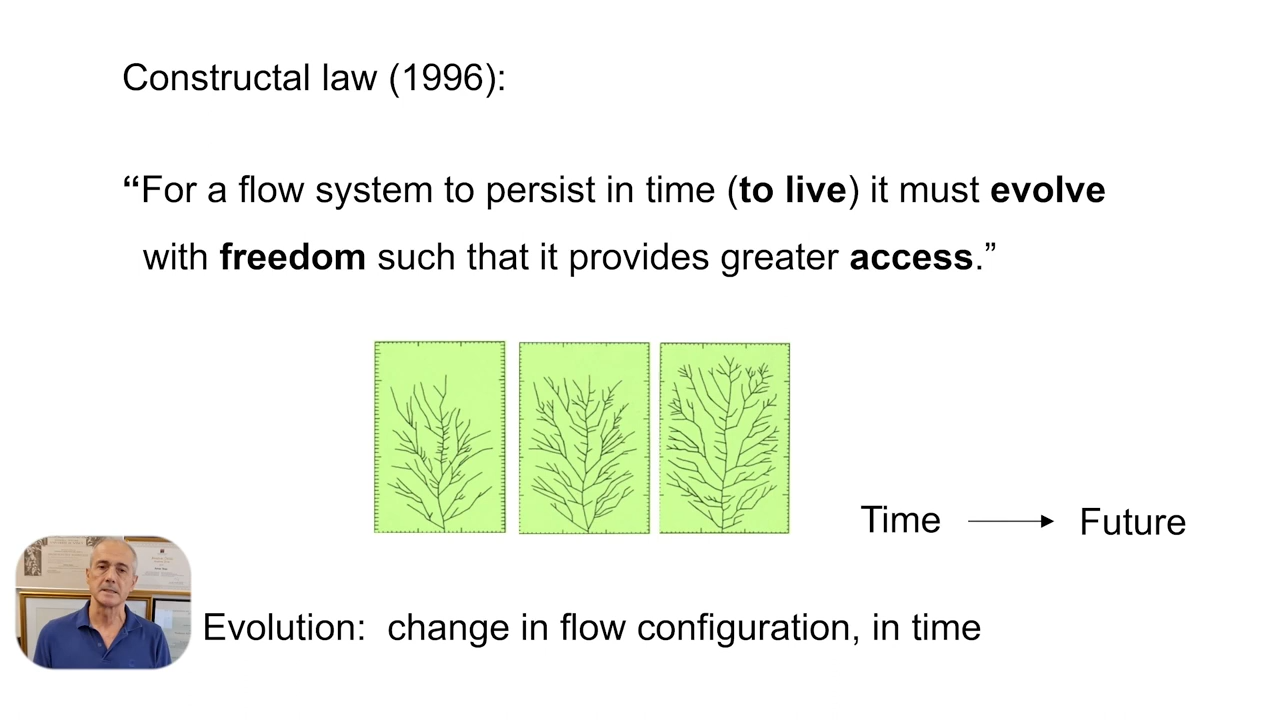 Constructal law (1996):
“For a flow system to persist in time (to live) it must evolve
with freedom such that it provides greater access.”
Time
Future
Evolution:  change in flow configuration, in time